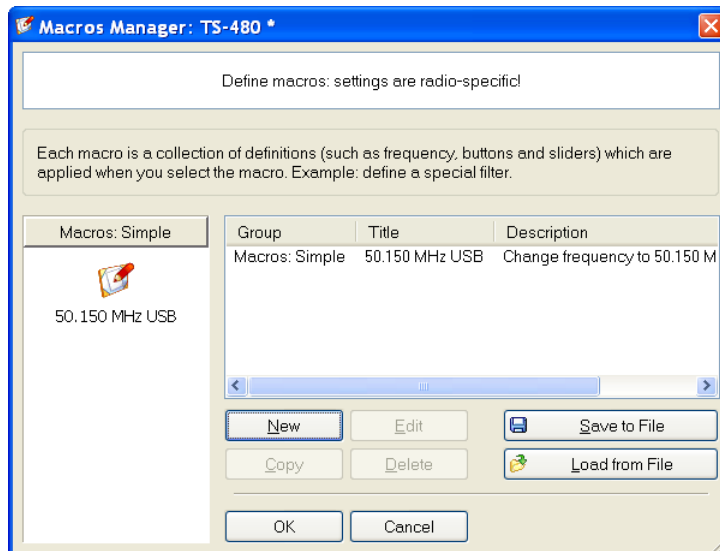 Macros Manager: TS-480 *
Define macros: settings are radio-specific!
Each macro is a collection of definitions (such as frequency, buttons and sliders) which are
applied when you select the macro. Example: define a special filter.
Macros: Simple
50.150 MHz USB
Group Title Description
Macros: Simple 50.150 MHz USB Change frequency to 50.150 M
New Edit Save to File
Copy Delete Load from File
OK Cancel